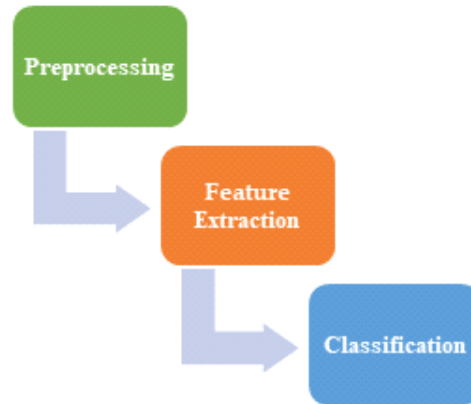 Preprocessing
Feature
Extraction
Classification